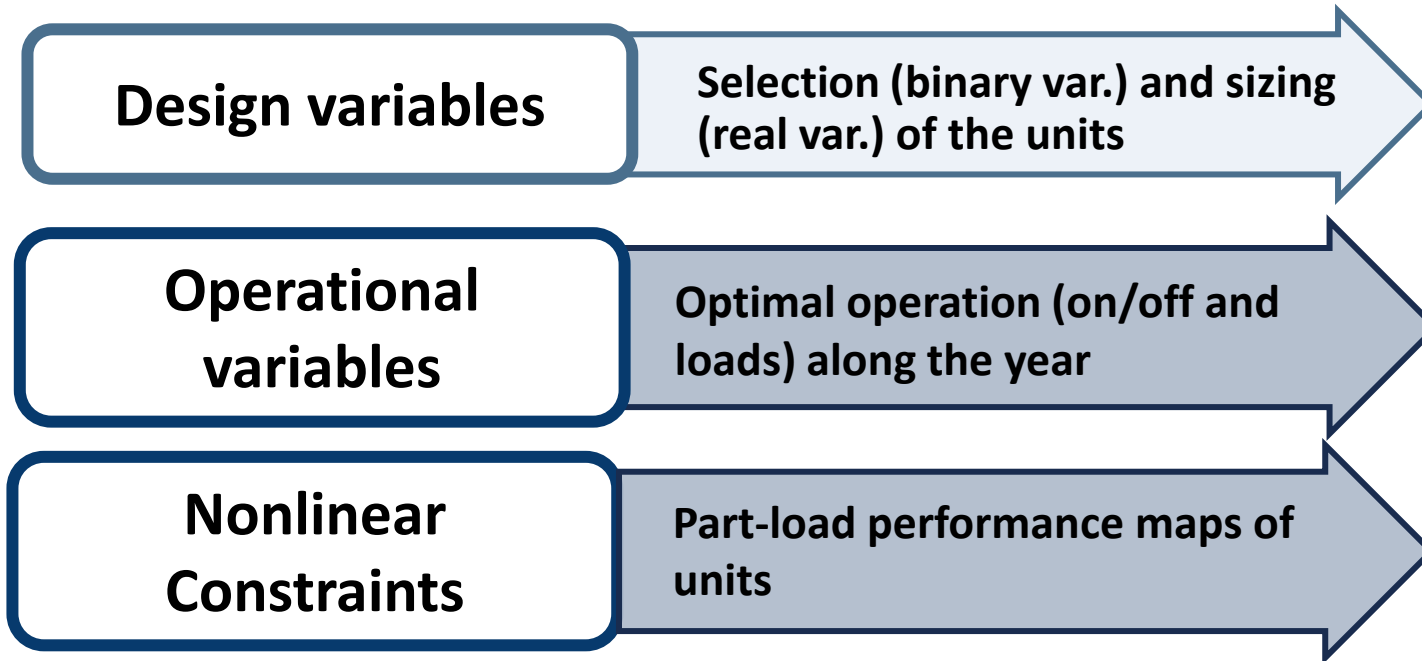 Design variables
Selection (binary var.) and sizing
(real var.) of the units
Operational
variables
Optimal operation (on/off and
loads) along the year
Nonlinear
Constraints
Part-load performance maps of
units